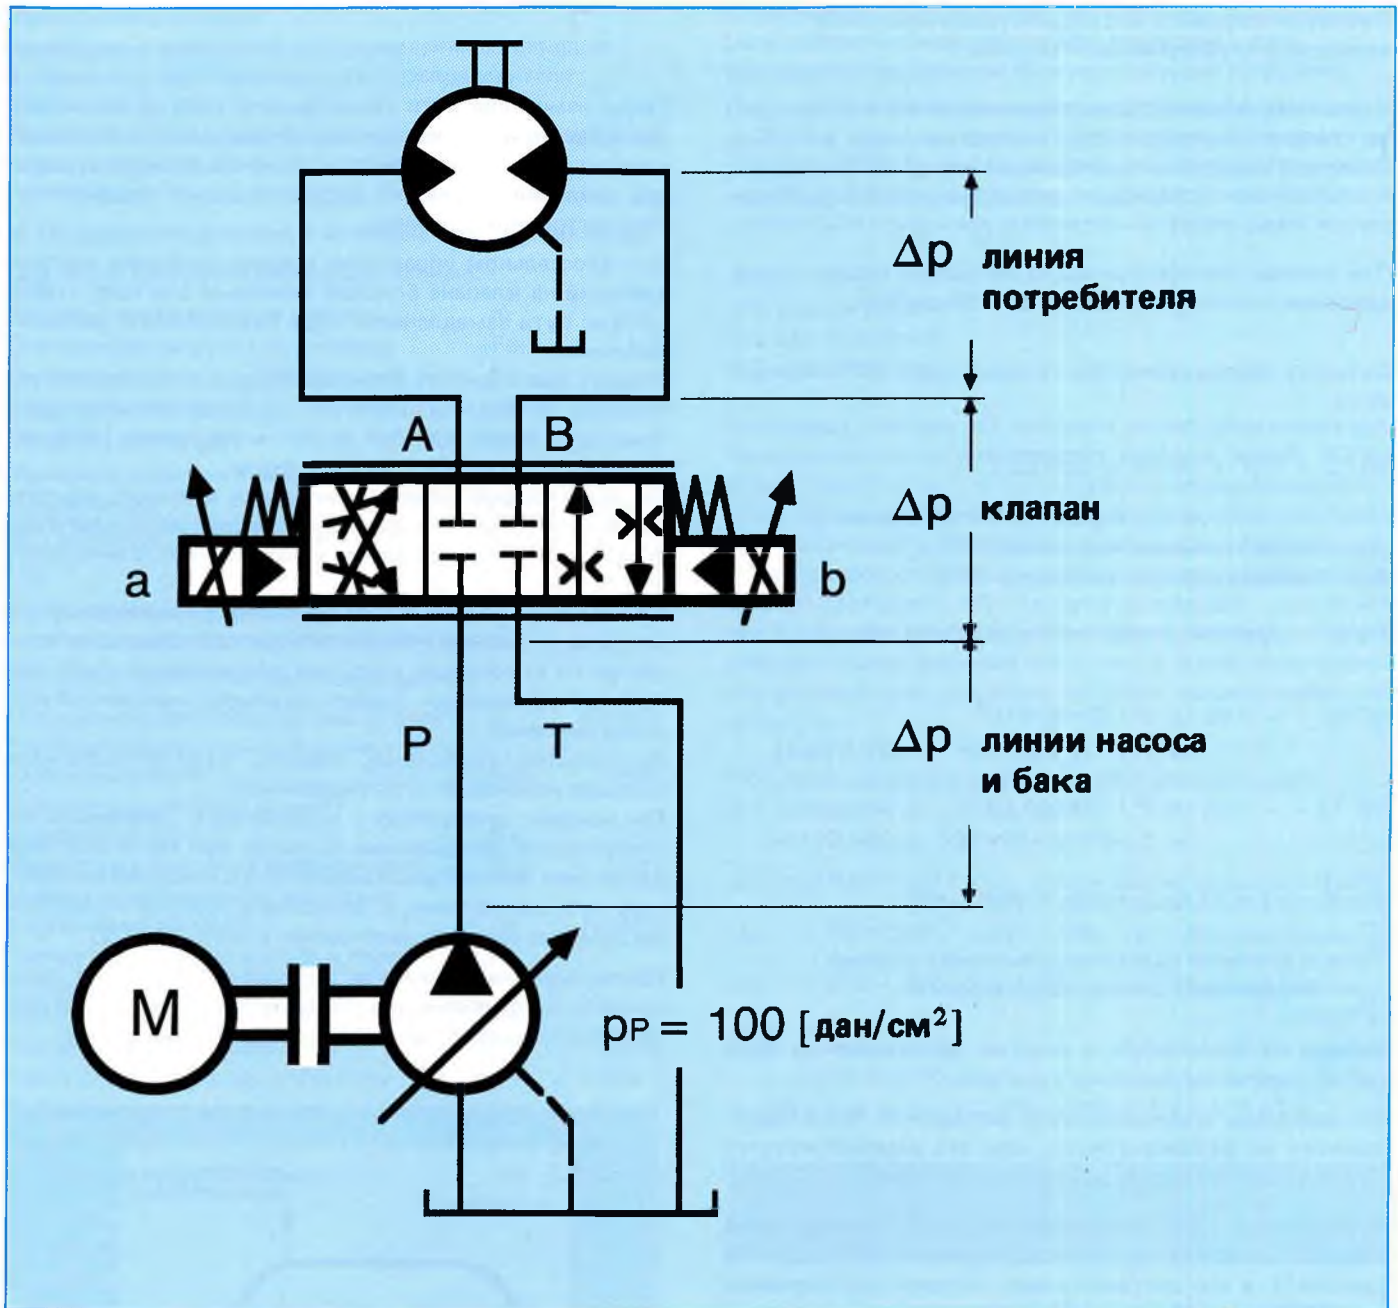 Δp линия
потребителя
A B
Δp клапан
a b
P T
Δp линии насоса
и бака
M
pP = 100 [дан/см²]